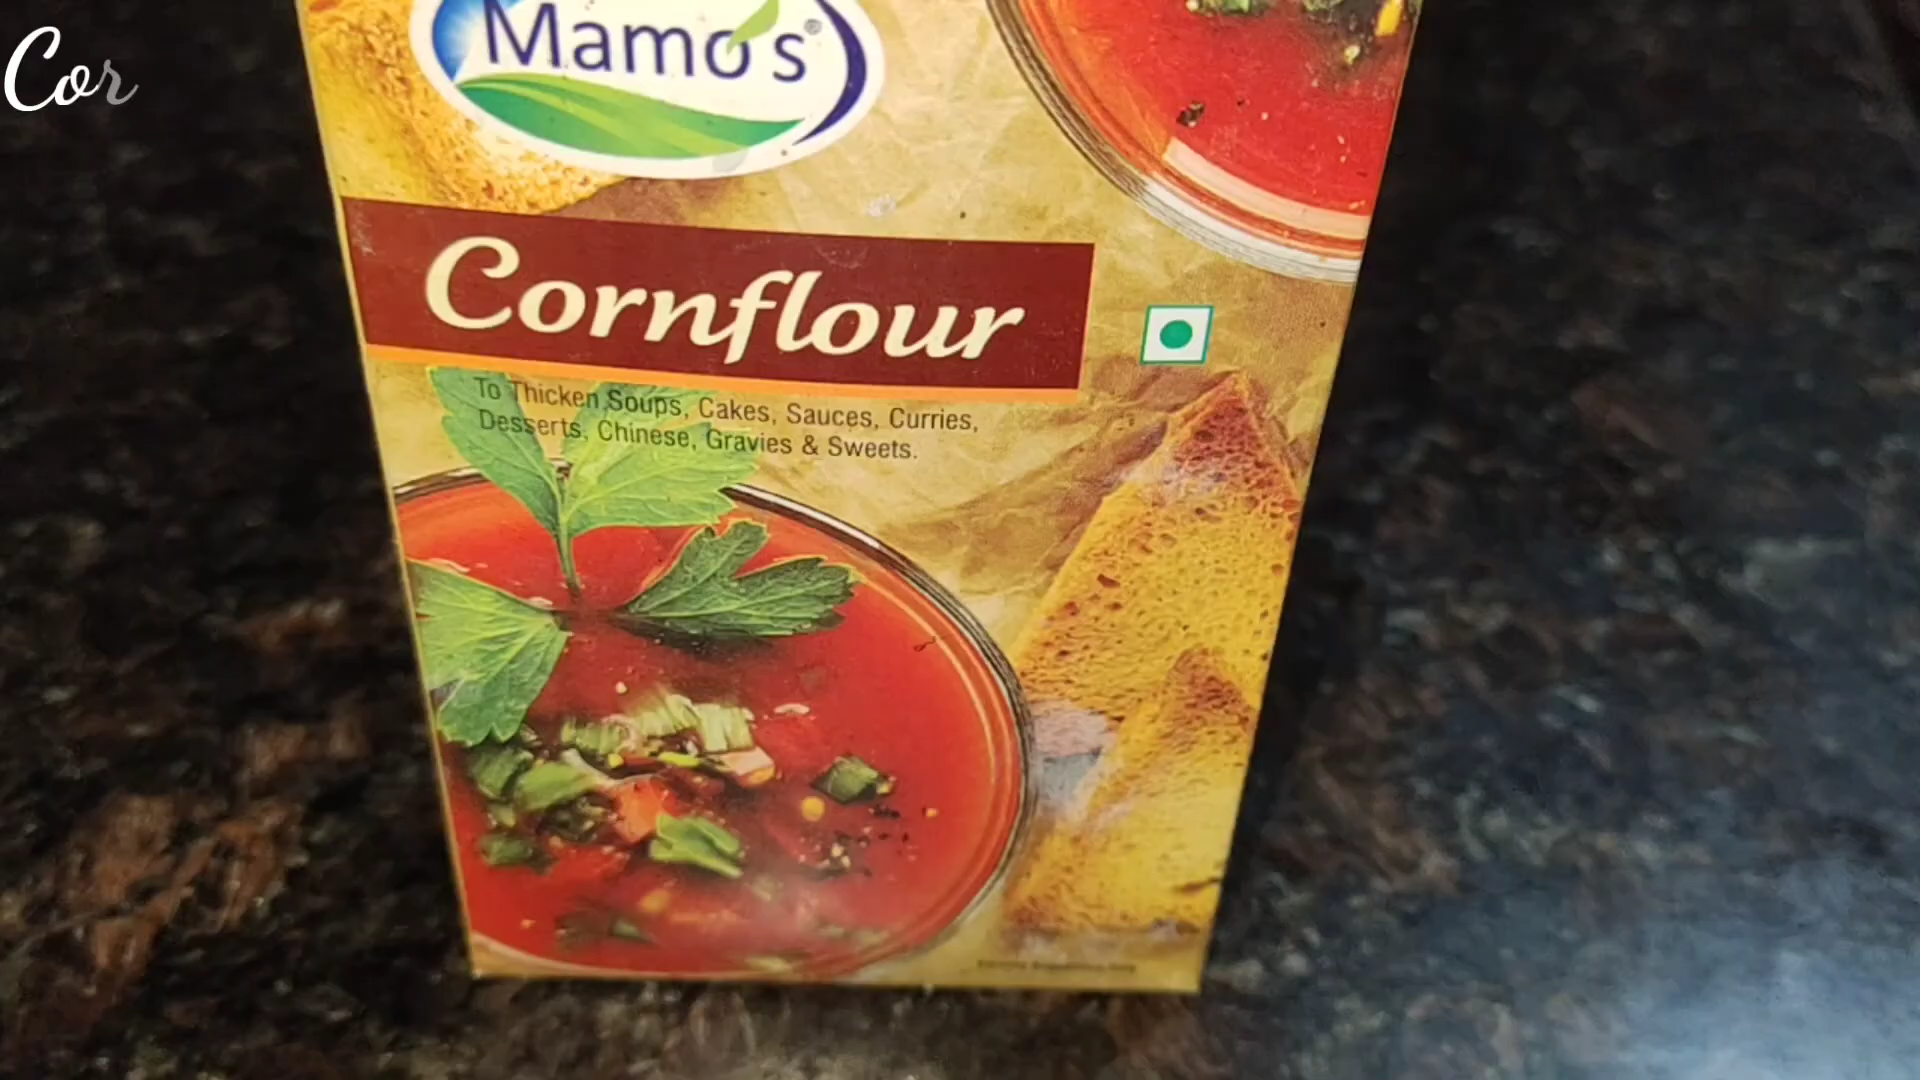 Cor
Mamo's®
Cornflour
To Thicken Soups, Cakes, Sauces, Curries,
Desserts, Chinese, Gravies & Sweets.